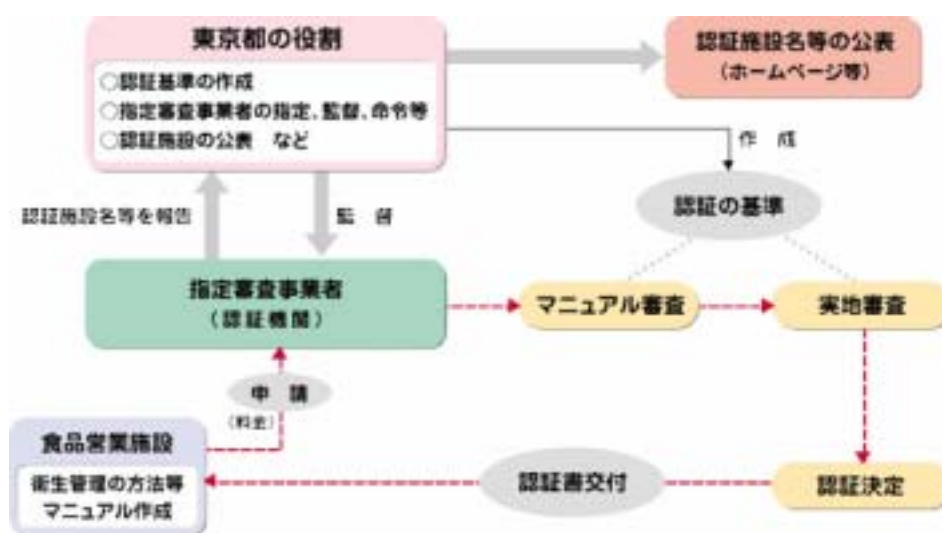 東京都の役割
○認証基準の作成
○指定審査事業者の指定、監督、命令等
○認証施設の公表　など
認証施設名等の公表
(ホームページ等)
作　成
認証の基準
認証施設名等を報告
監　督
指定審査事業者
(認証機関)
マニュアル審査
実地審査
申　請
(料金)
食品営業施設
衛生管理の方法等
マニュアル作成
認証書交付
認証決定